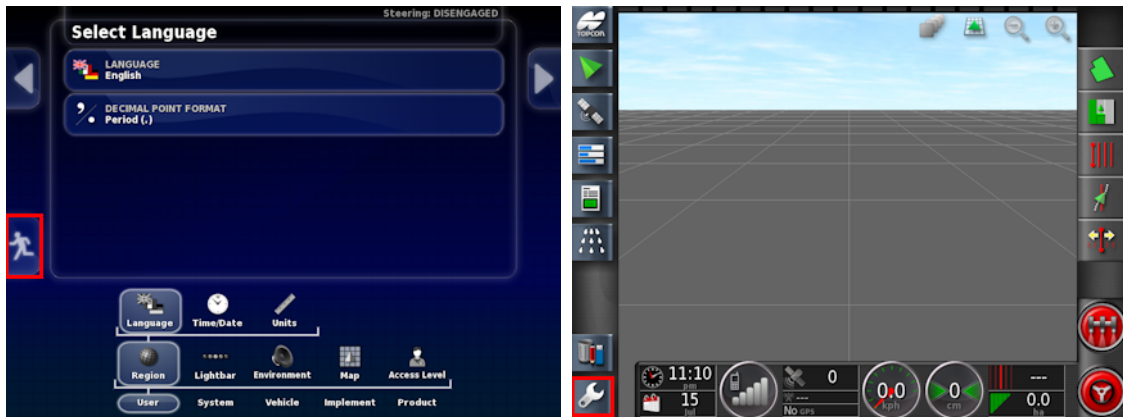 Steering: DISENGAGED
Select Language
LANGUAGE
English
DECIMAL POINT FORMAT
Period (.)
Language Time/Date Units
Region Lightbar Environment Map Access Level
User System Vehicle Implement Product
TOPCON
11:10
pm
15
Jul
0
---
No GPS
0.0
kph
0
cm
---
0.0
ha